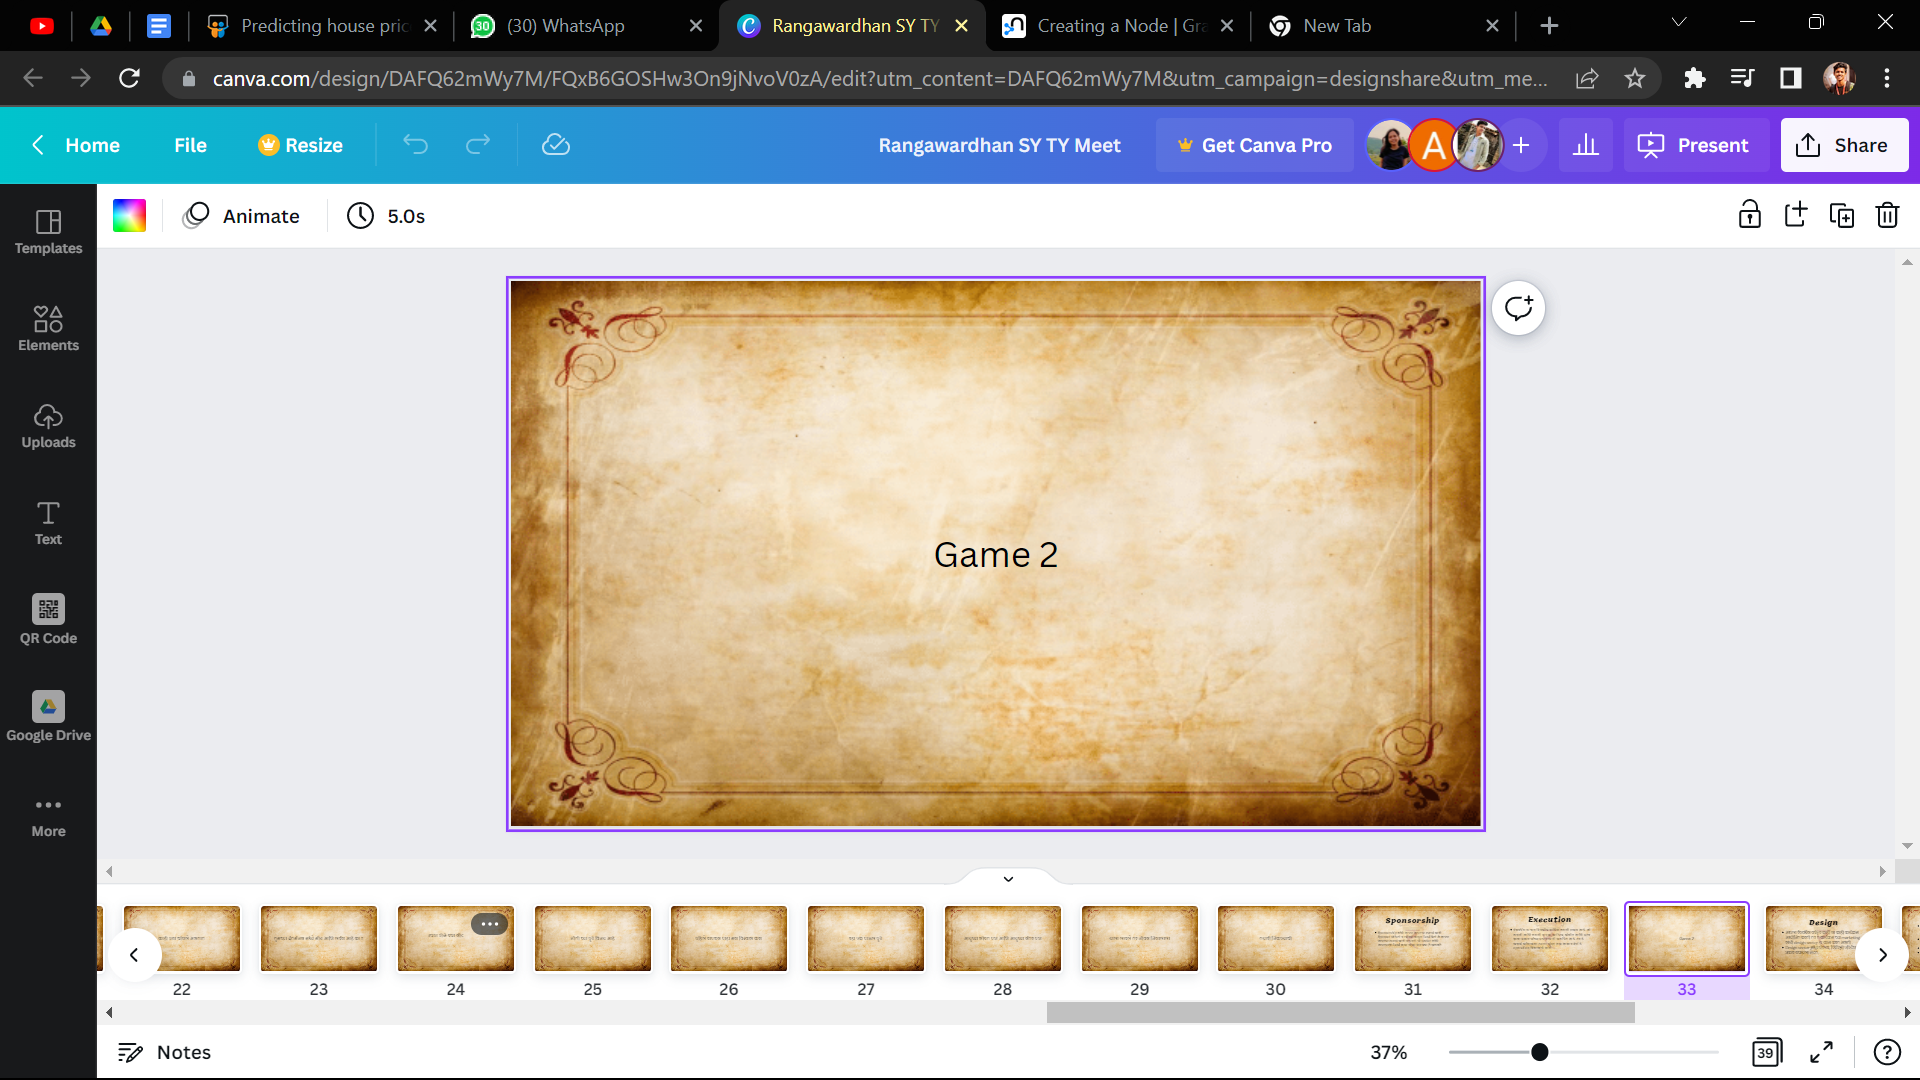 Predicting house pric
(30) WhatsApp
Rangawardhan SY TY
Creating a Node | Gra
New Tab
canva.com/design/DAFQ62mWy7M/FQxB6GOSHw3On9jNvoV0zA/edit?utm_content=DAFQ62mWy7M&utm_campaign=designshare&utm_me...
Home
File
Resize
Rangawardhan SY TY Meet
Get Canva Pro
A
Present
Share
Templates
Animate
5.0s
Elements
Uploads
Text
QR Code
Google Drive
More
Game 2
Sponsorship
Execution
Game 2
Design
22
23
24
25
26
27
28
29
30
31
32
33
34
Notes
37%
39